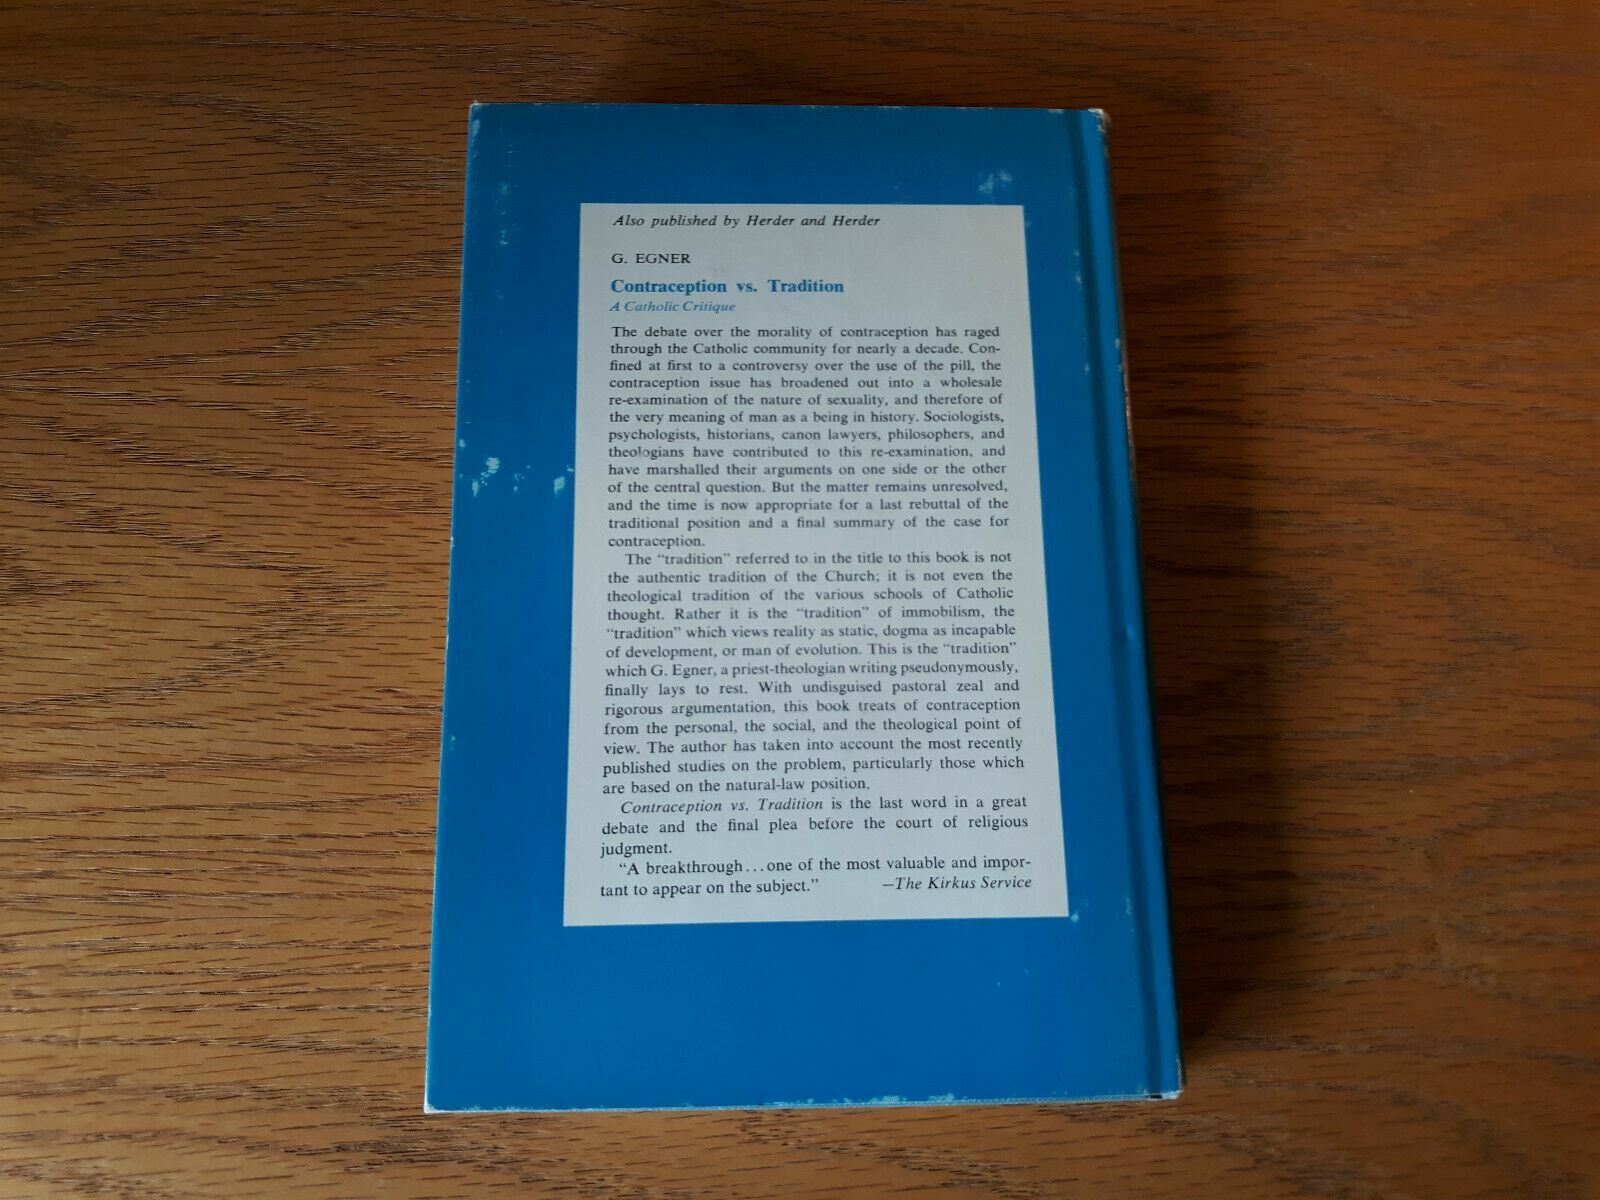 Also published by Herder and Herder
G. EGNER
Contraception vs. Tradition
A Catholic Critique
The debate over the morality of contraception has raged
through the Catholic community for nearly a decade. Con-
fined at first to a controversy over the use of the pill, the
contraception issue has broadened out into a wholesale
re-examination of the nature of sexuality, and therefore of
the very meaning of man as a being in history. Sociologists,
psychologists, historians, canon lawyers, philosophers, and
theologians have contributed to this re-examination, and
have marshalled their arguments on one side or the other
of the central question. But the matter remains unresolved,
and the time is now appropriate for a last rebuttal of the
traditional position and a final summary of the case for
contraception.
The "tradition" referred to in the title to this book is not
the authentic tradition of the Church; it is not even the
theological tradition of the various schools of Catholic
thought. Rather it is the "tradition" of immobilism, the
"tradition" which views reality as static, dogma as incapable
of development, or man of evolution. This is the "tradition"
which G. Egner, a priest-theologian writing pseudonymously,
finally lays to rest. With undisguised pastoral zeal and
rigorous argumentation, this book treats of contraception
from the personal, the social, and the theological point of
view. The author has taken into account the most recently
published studies on the problem, particularly those which
are based on the natural-law position.
Contraception vs. Tradition is the last word in a great
debate and the final plea before the court of religious
judgment.
"A breakthrough...one of the most valuable and impor-
tant to appear on the subject." —The Kirkus Service